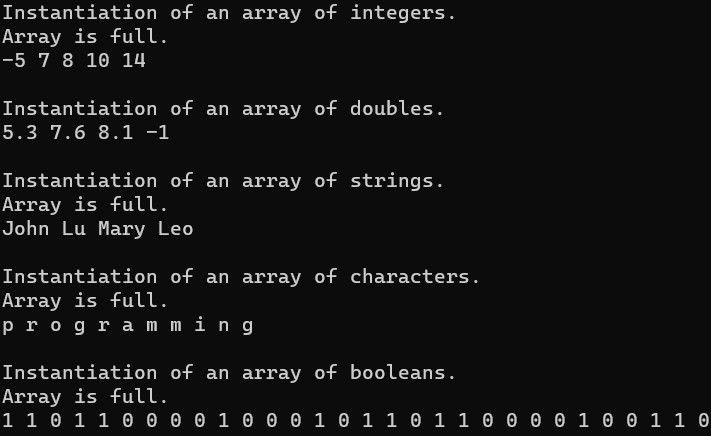 Instantiation of an array of integers.
Array is full.
-5 7 8 10 14
Instantiation of an array of doubles.
5.3 7.6 8.1 -1
Instantiation of an array of strings.
Array is full.
John Lu Mary Leo
Instantiation of an array of characters.
Array is full.
p r o g r a m m i n g
Instantiation of an array of booleans.
Array is full.
1 1 0 1 1 0 0 0 0 1 0 0 0 1 0 1 1 0 1 1 0 0 0 0 1 0 0 1 1 0